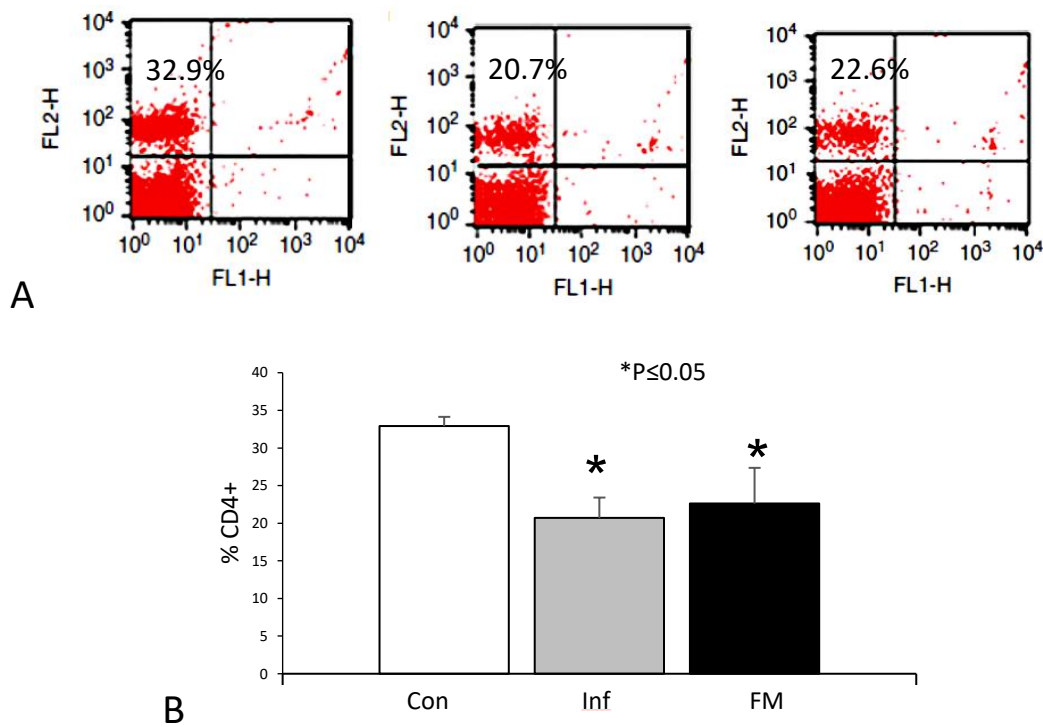 10⁴
10³
10²
10¹
10⁰
FL2-H
32.9%
10⁰ 10¹ 10² 10³ 10⁴
FL1-H
10⁴
10³
10²
10¹
10⁰
FL2-H
20.7%
10⁰ 10¹ 10² 10³ 10⁴
FL1-H
10⁴
10³
10²
10¹
10⁰
FL2-H
22.6%
10⁰ 10¹ 10² 10³ 10⁴
FL1-H
A
*P≤0.05
40
35
30
25
20
15
10
5
0
% CD4+
* *
Con Inf FM
B